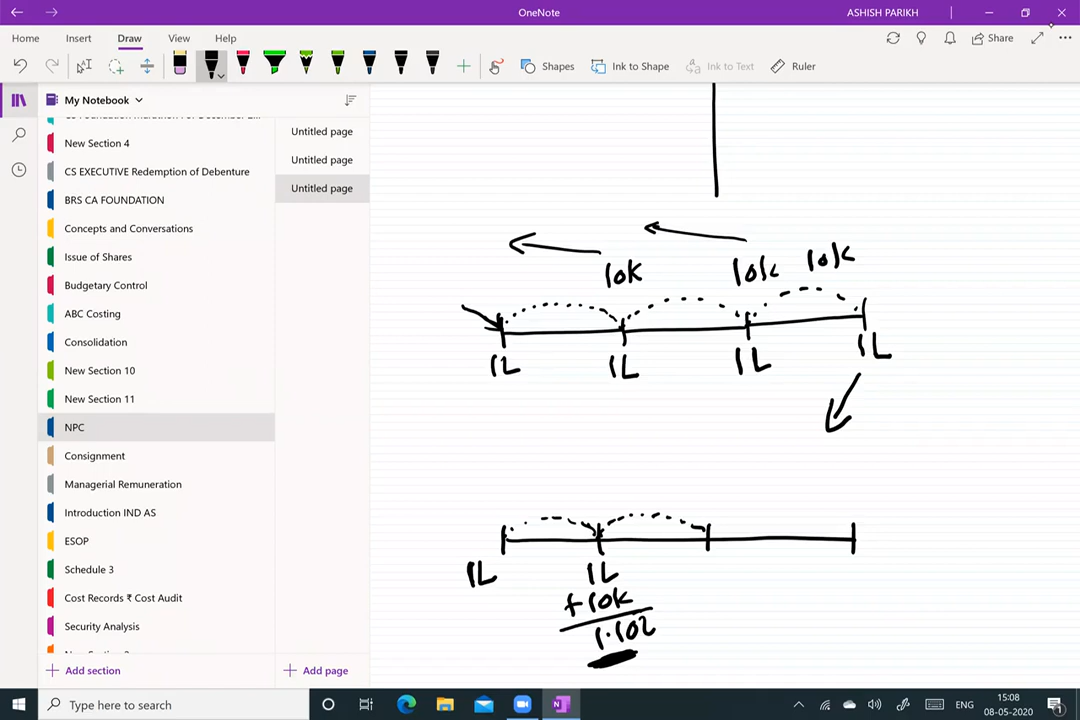 OneNote
ASHISH PARIKH
Home Insert Draw View Help
Share
Shapes Ink to Shape Ink to Text Ruler
My Notebook
New Section 4
CS EXECUTIVE Redemption of Debenture
BRS CA FOUNDATION
Concepts and Conversations
Issue of Shares
Budgetary Control
ABC Costing
Consolidation
New Section 10
New Section 11
NPC
Consignment
Managerial Remuneration
Introduction IND AS
ESOP
Schedule 3
Cost Records ₹ Cost Audit
Security Analysis
Add section
Untitled page
Untitled page
Untitled page
Add page
10K 10K 10K
1L 1L 1L 1L
1L 1L
+10K
1.10L
Type here to search
ENG
15:08
08-05-2020
1